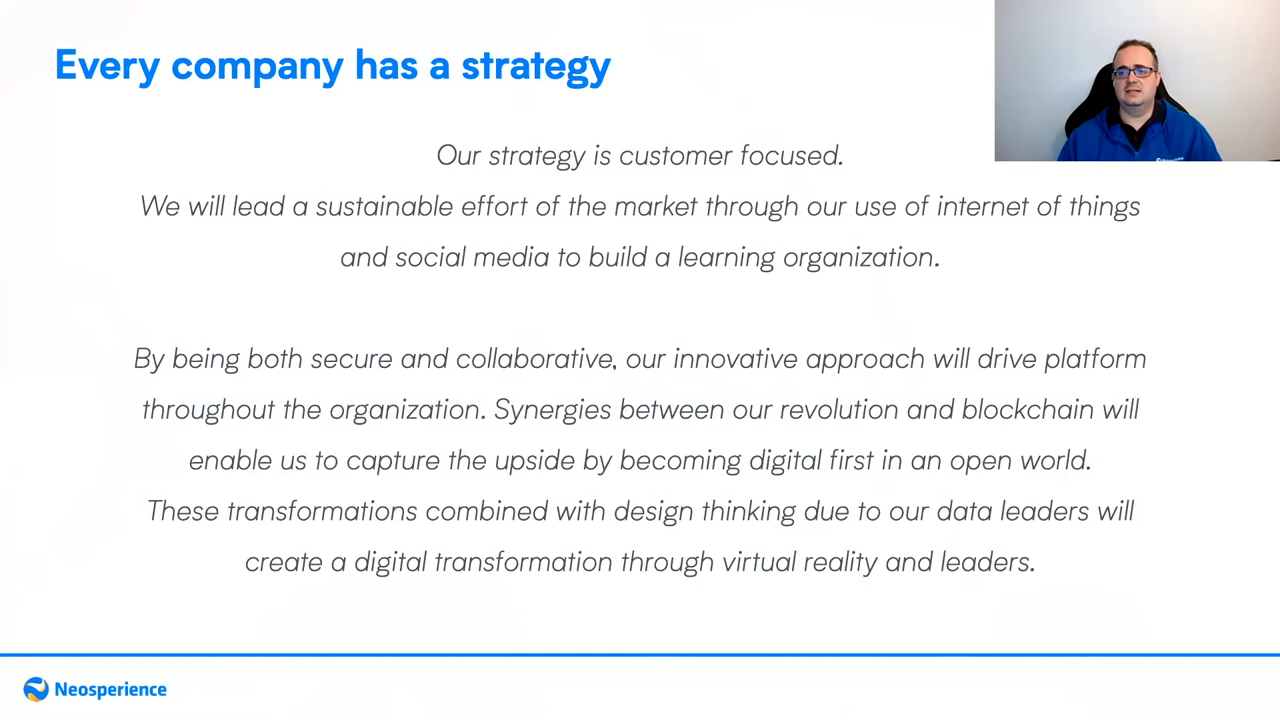 Every company has a strategy
Our strategy is customer focused.
We will lead a sustainable effort of the market through our use of internet of things
and social media to build a learning organization.
By being both secure and collaborative, our innovative approach will drive platform
throughout the organization. Synergies between our revolution and blockchain will
enable us to capture the upside by becoming digital first in an open world.
These transformations combined with design thinking due to our data leaders will
create a digital transformation through virtual reality and leaders.
Neosperience